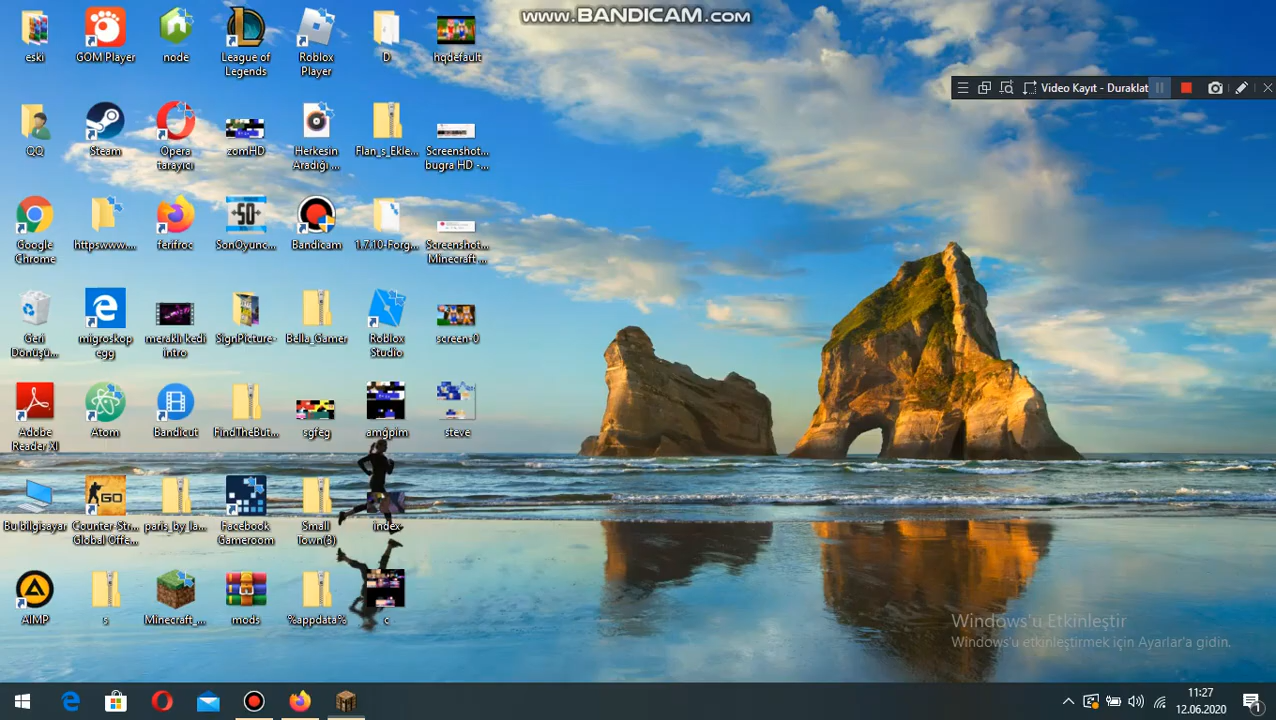 www.BANDICAM.com
Video Kayıt - Duraklat
eski
GOM Player
node
League of
Legends
Roblox
Player
D
hqdefault
QQ
Steam
Opera
tarayıcı
zomHD
Herkesin
Aradığı ...
Flan_s_Ekle...
Screenshot...
bugra HD -...
Google
Chrome
httpswww....
ferifroc
SonOyunc...
Bandicam
1.7.10-Forg...
Screenshot...
Minecraft ...
Geri
Dönüşü...
migroskop
egg
meraklı kedi
intro
SignPicture-
Bella_Gamer
Roblox
Studio
screen-0
Adobe
Reader XI
Atom
Bandicut
FindTheBut...
sgfeg
amğpim
steve
Bu bilgisayar
Counter-Str...
Global Offe...
paris_by_la...
Facebook
Gameroom
Small
Town(3)
index
GO
AIMP
s
Minecraft_...
mods
%appdata%
c
Windows'u Etkinleştir
Windows'u etkinleştirmek için Ayarlar'a gidin.
11:27
12.06.2020
1